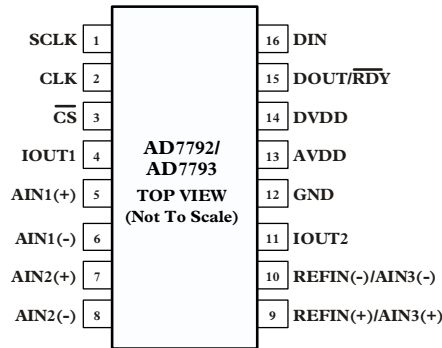 SCLK 1 16 DIN
CLK 2 15 DOUT/R̅D̅Y̅
C̅S̅ 3 14 DVDD
IOUT1 4 13 AVDD
AIN1(+) 5 12 GND
AIN1(-) 6 11 IOUT2
AIN2(+) 7 10 REFIN(-)/AIN3(-)
AIN2(-) 8 9 REFIN(+)/AIN3(+)
AD7792/
AD7793
TOP VIEW
(Not To Scale)